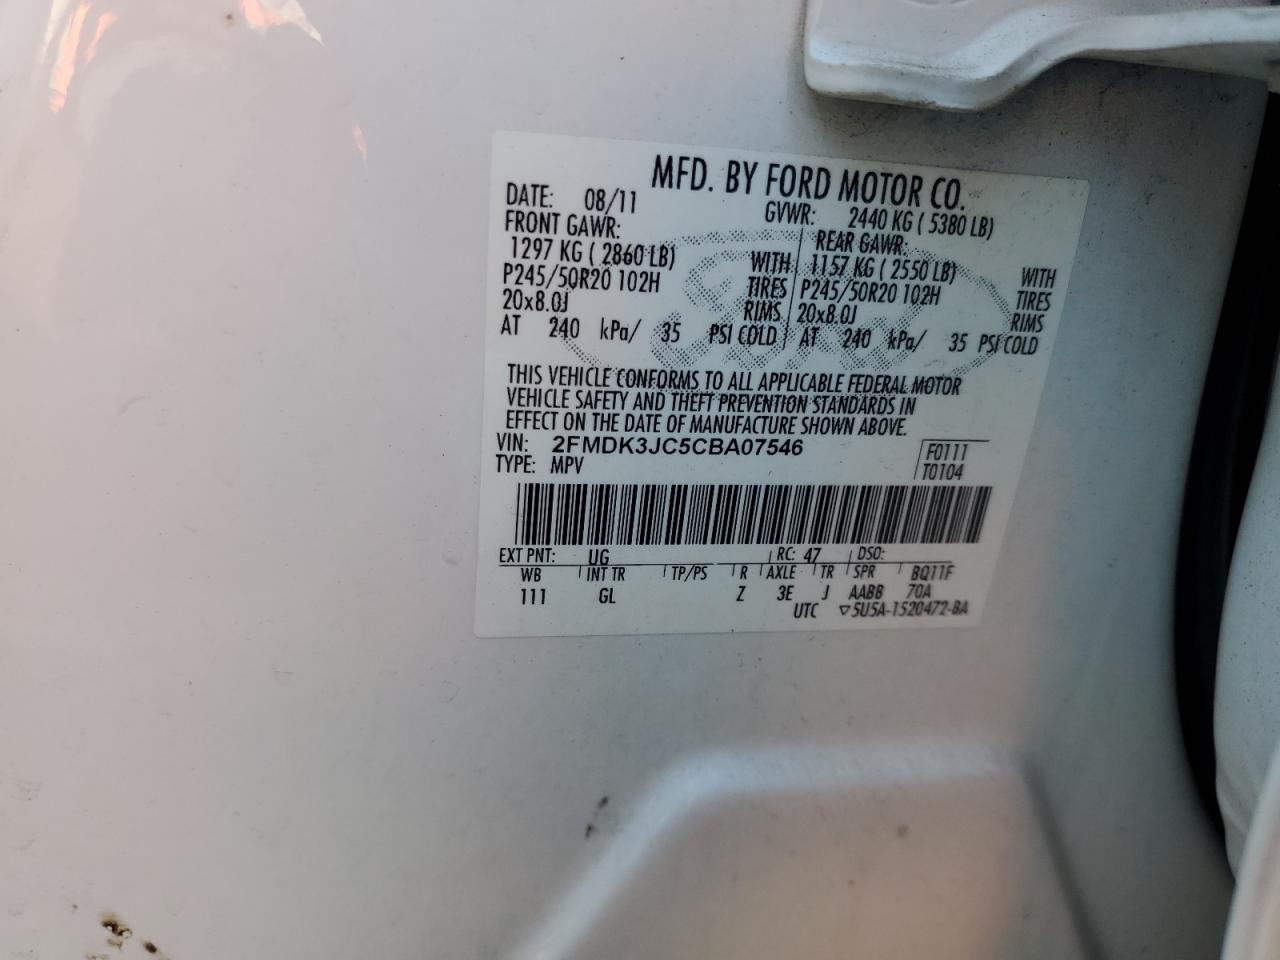 MFD. BY FORD MOTOR CO.
DATE: 08/11 GVWR: 2440 KG ( 5380 LB)
FRONT GAWR: REAR GAWR:
1297 KG ( 2860 LB) WITH 1157 KG ( 2550 LB) WITH
P245/50R20 102H TIRES P245/50R20 102H TIRES
20x8.0J RIMS 20x8.0J RIMS
AT 240 kPa/ 35 PSI COLD AT 240 kPa/ 35 PSI COLD
THIS VEHICLE CONFORMS TO ALL APPLICABLE FEDERAL MOTOR
VEHICLE SAFETY AND THEFT PREVENTION STANDARDS IN
EFFECT ON THE DATE OF MANUFACTURE SHOWN ABOVE.
VIN: 2FMDK3JC5CBA07546 F0111
TYPE: MPV T0104
EXT PNT: UG RC: 47 DSO:
WB INT TR TP/PS R AXLE TR SPR BQ11F
111 GL Z 3E J AABB 70A
UTC ▽5U5A-1520472-BA